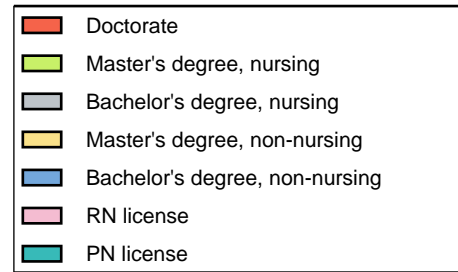 Doctorate
Master's degree, nursing
Bachelor's degree, nursing
Master's degree, non-nursing
Bachelor's degree, non-nursing
RN license
PN license